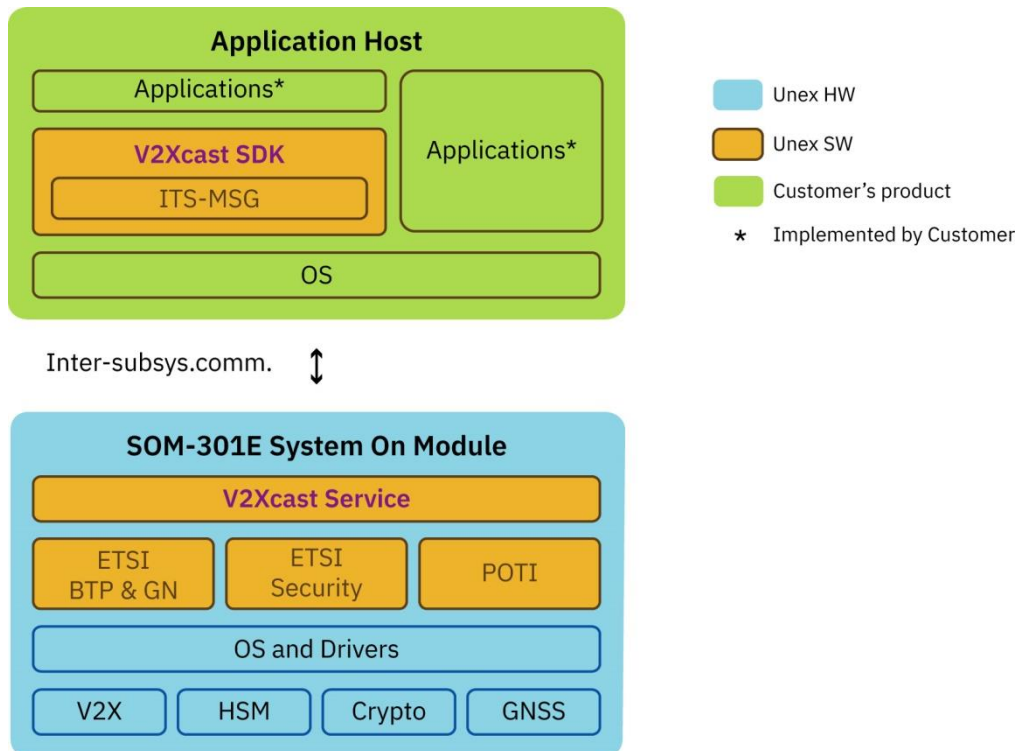 Application Host
Applications*
V2Xcast SDK
ITS-MSG
Applications*
OS
Unex HW
Unex SW
Customer's product
* Implemented by Customer
Inter-subsys.comm.
SOM-301E System On Module
V2Xcast Service
ETSI
BTP & GN
ETSI
Security
POTI
OS and Drivers
V2X
HSM
Crypto
GNSS